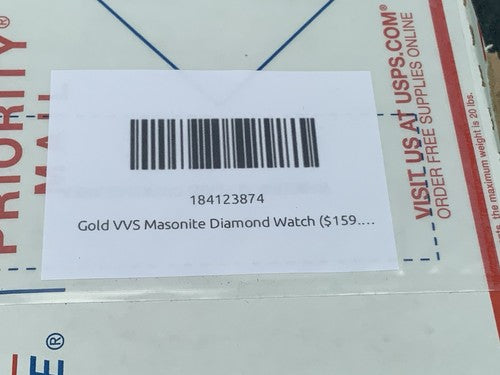 184123874
Gold VVS Masonite Diamond Watch ($159....
PRIORITY®
MAIL
VISIT US AT USPS.COM®
ORDER FREE SUPPLIES ONLINE
the maximum weight is 20 lbs.
E®